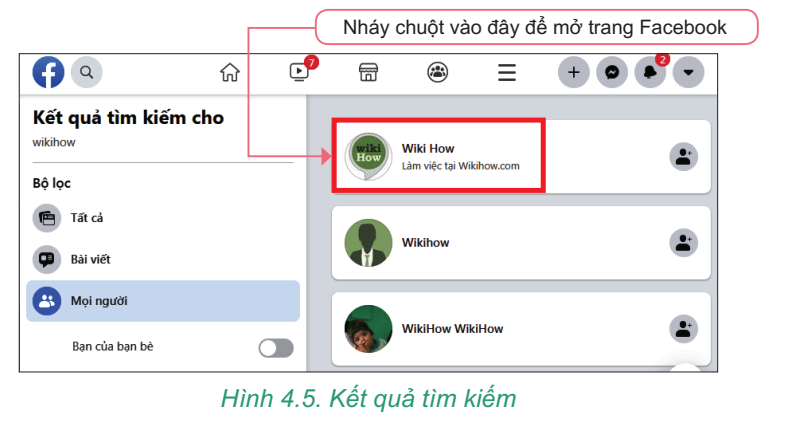 Nháy chuột vào đây để mở trang Facebook
7
2
Kết quả tìm kiếm cho
wikihow
Bộ lọc
Tất cả
Bài viết
Mọi người
Bạn của bạn bè
wiki
How
Wiki How
Làm việc tại Wikihow.com
Wikihow
WikiHow WikiHow
Hình 4.5. Kết quả tìm kiếm